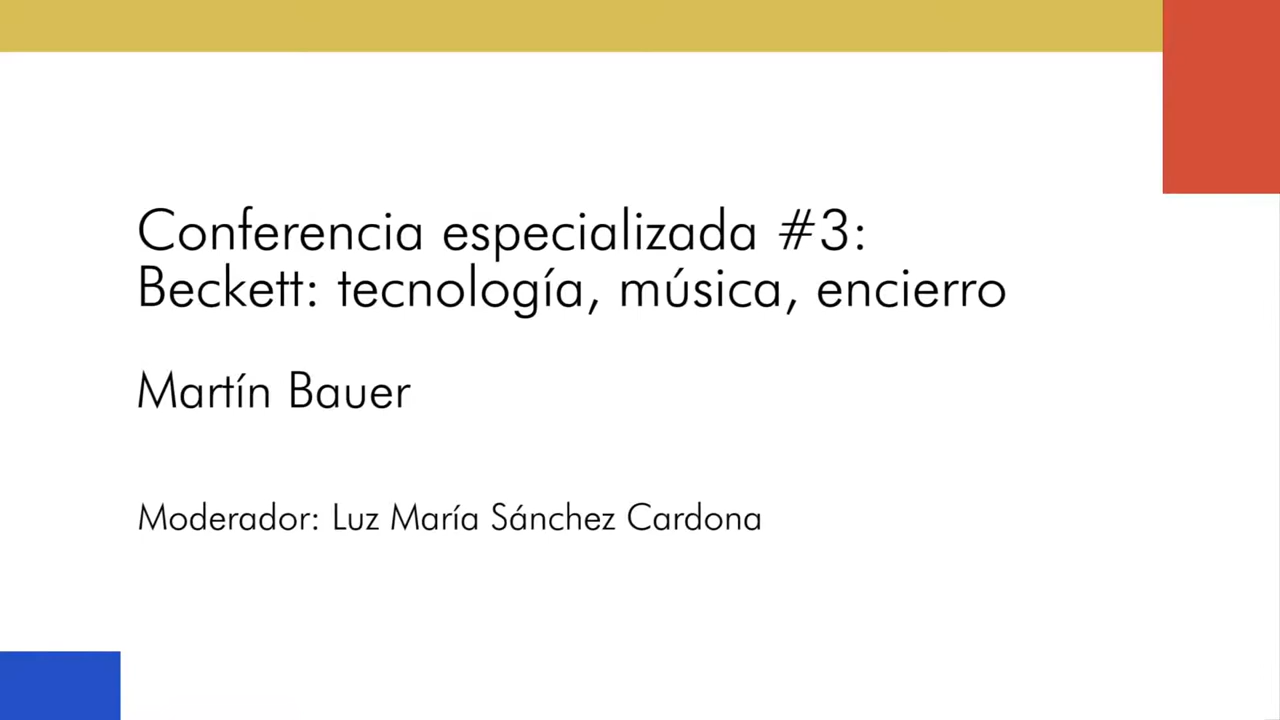 Conferencia especializada #3:
Beckett: tecnología, música, encierro
Martín Bauer
Moderador: Luz María Sánchez Cardona